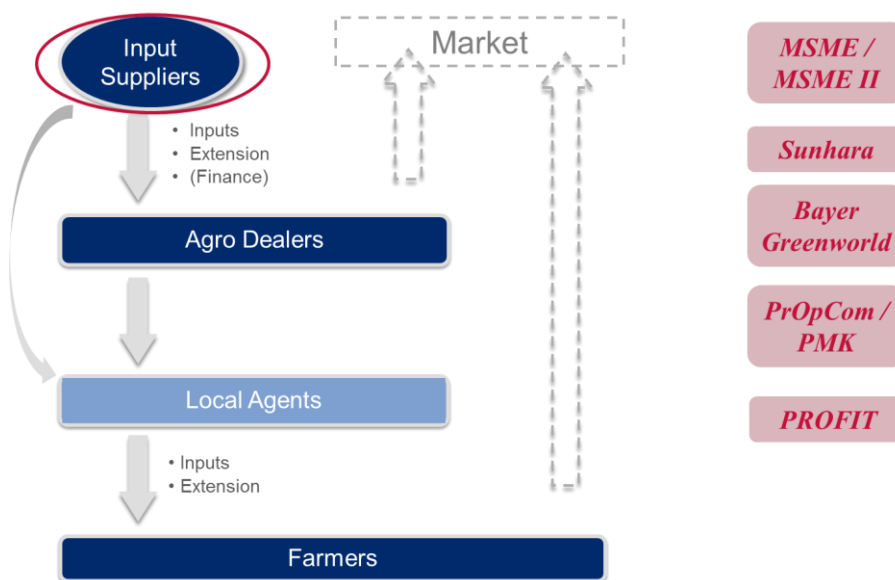 Input
Suppliers
Market
• Inputs
• Extension
• (Finance)
Agro Dealers
Local Agents
• Inputs
• Extension
Farmers
MSME /
MSME II
Sunhara
Bayer
Greenworld
PrOpCom /
PMK
PROFIT